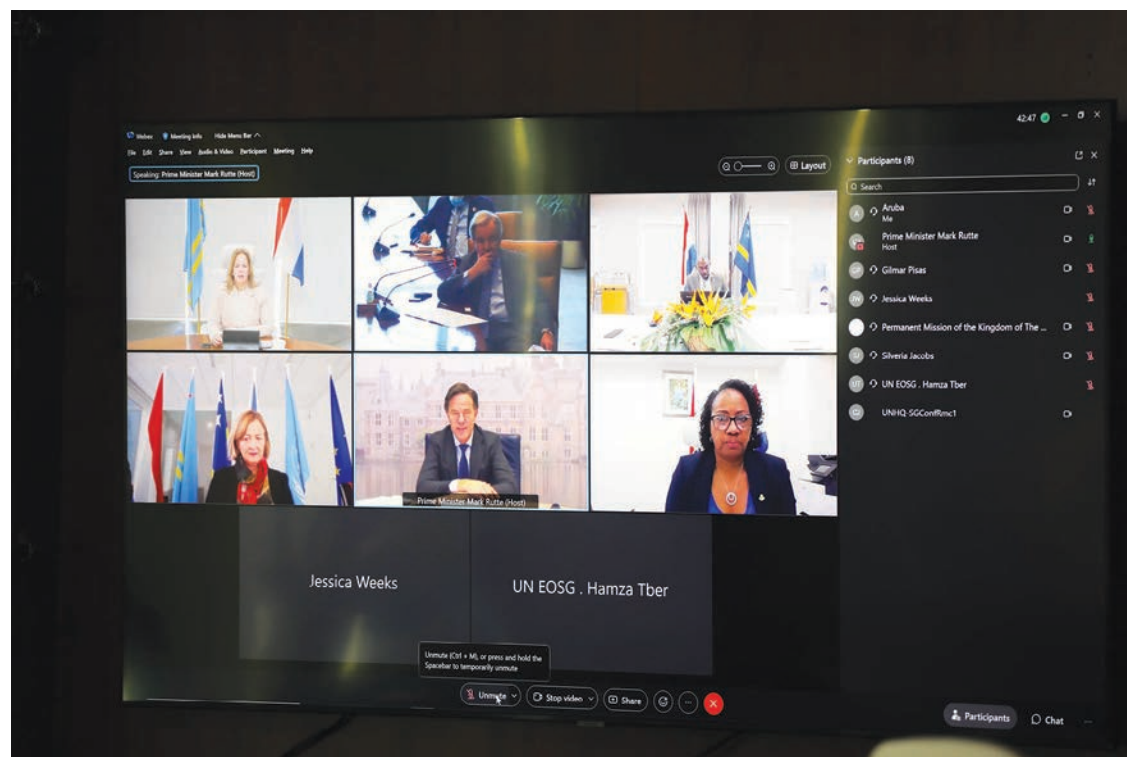 42:47
Webex Meeting Info Hide Menu Bar
File Edit Share View Audio & Video Participant Meeting Help
Speaking: Prime Minister Mark Rutte (Host)
Layout
Participants (8)
Search
A Aruba
Me
Prime Minister Mark Rutte
Host
GP Gilmar Pisas
JW Jessica Weeks
Permanent Mission of the Kingdom of The ...
SJ Silveria Jacobs
UT UN EOSG . Hamza Tber
UNHQ-SGConfRmc1
Prime Minister Mark Rutte (Host)
Jessica Weeks
UN EOSG . Hamza Tber
Unmute (Ctrl + M), or press and hold the
Spacebar to temporarily unmute
Unmute
Stop video
Share
Participants
Chat